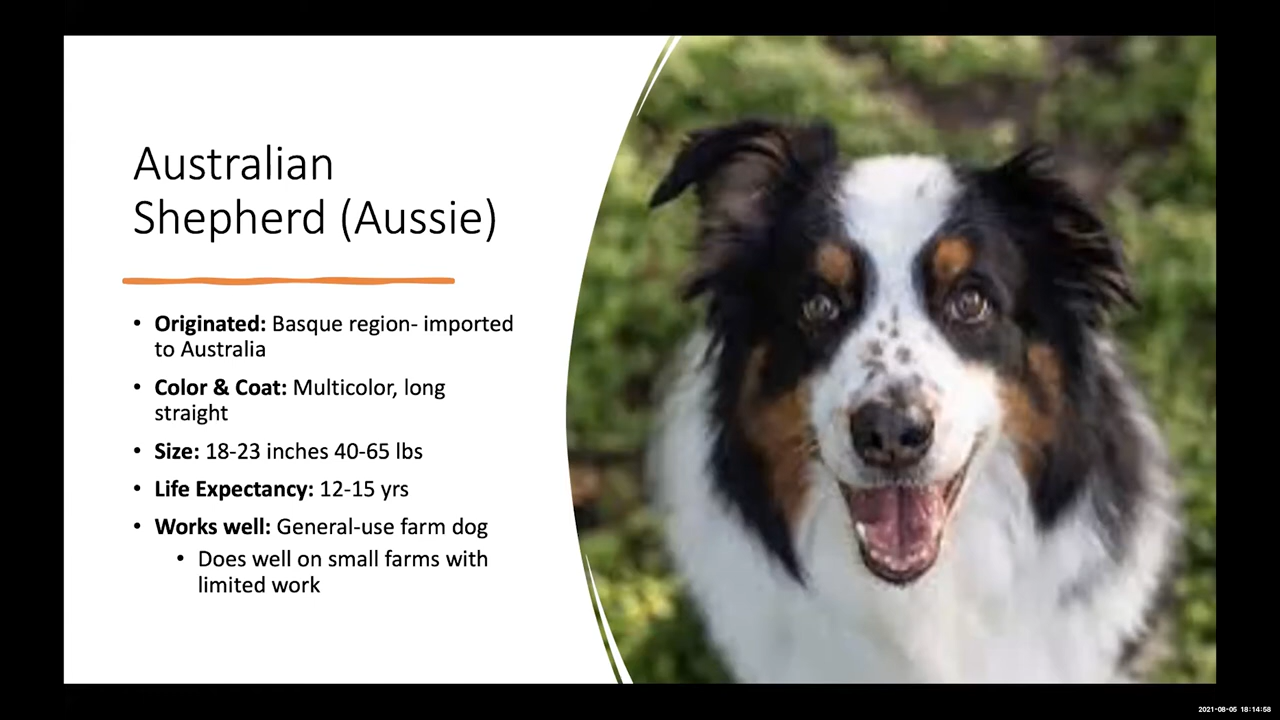 Australian
Shepherd (Aussie)
• Originated: Basque region- imported
to Australia
• Color & Coat: Multicolor, long
straight
• Size: 18-23 inches 40-65 lbs
• Life Expectancy: 12-15 yrs
• Works well: General-use farm dog
• Does well on small farms with
limited work
2021-08-05 18:14:58